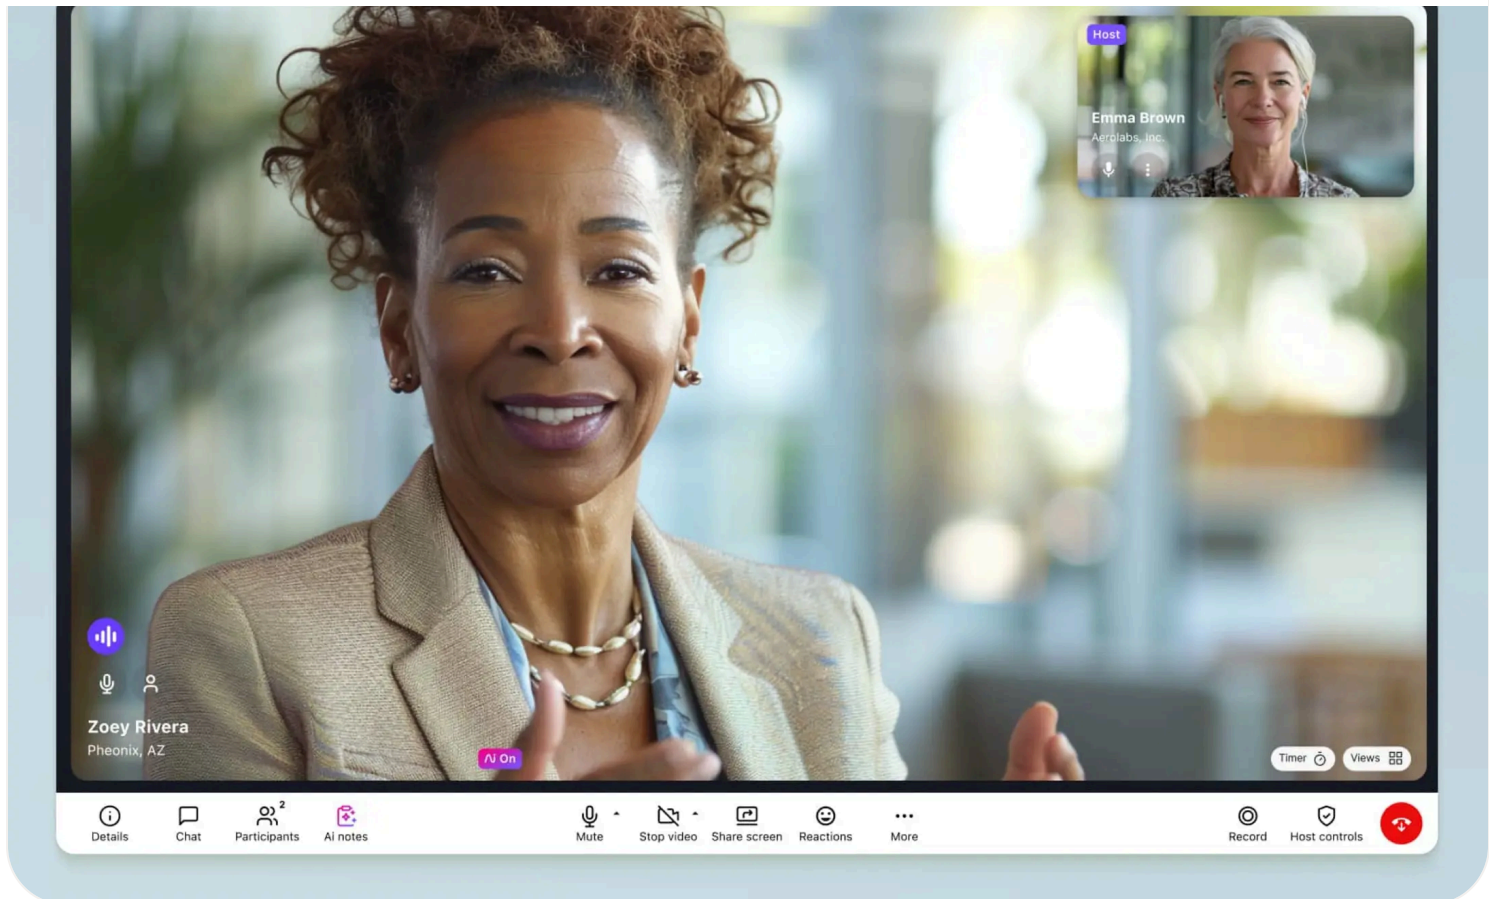 Host
Emma Brown
Aerolabs, Inc.
Zoey Rivera
Pheonix, AZ
Ai On
Timer
Views
Details
Chat
2
Participants
Ai notes
Mute
Stop video
Share screen
Reactions
More
Record
Host controls